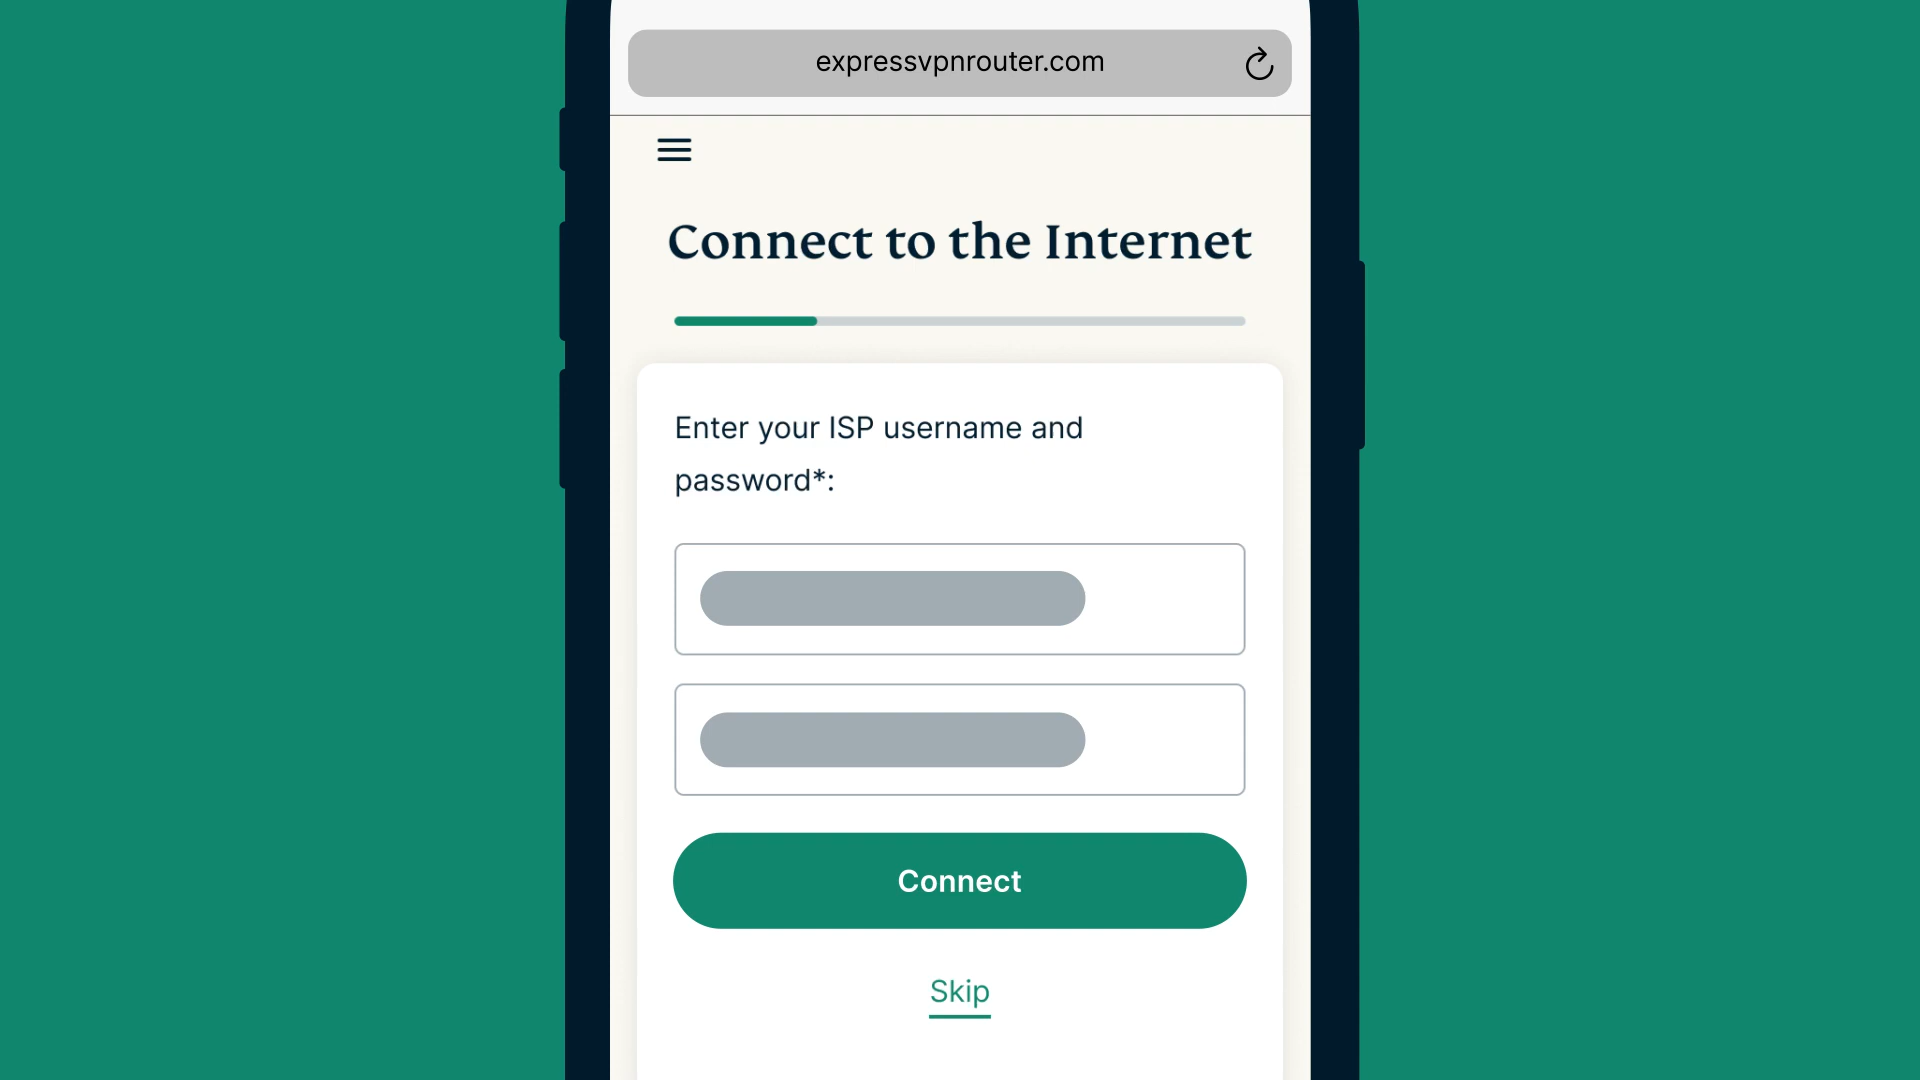 expressvpnrouter.com
Connect to the Internet
Enter your ISP username and
password*:
Connect
Skip